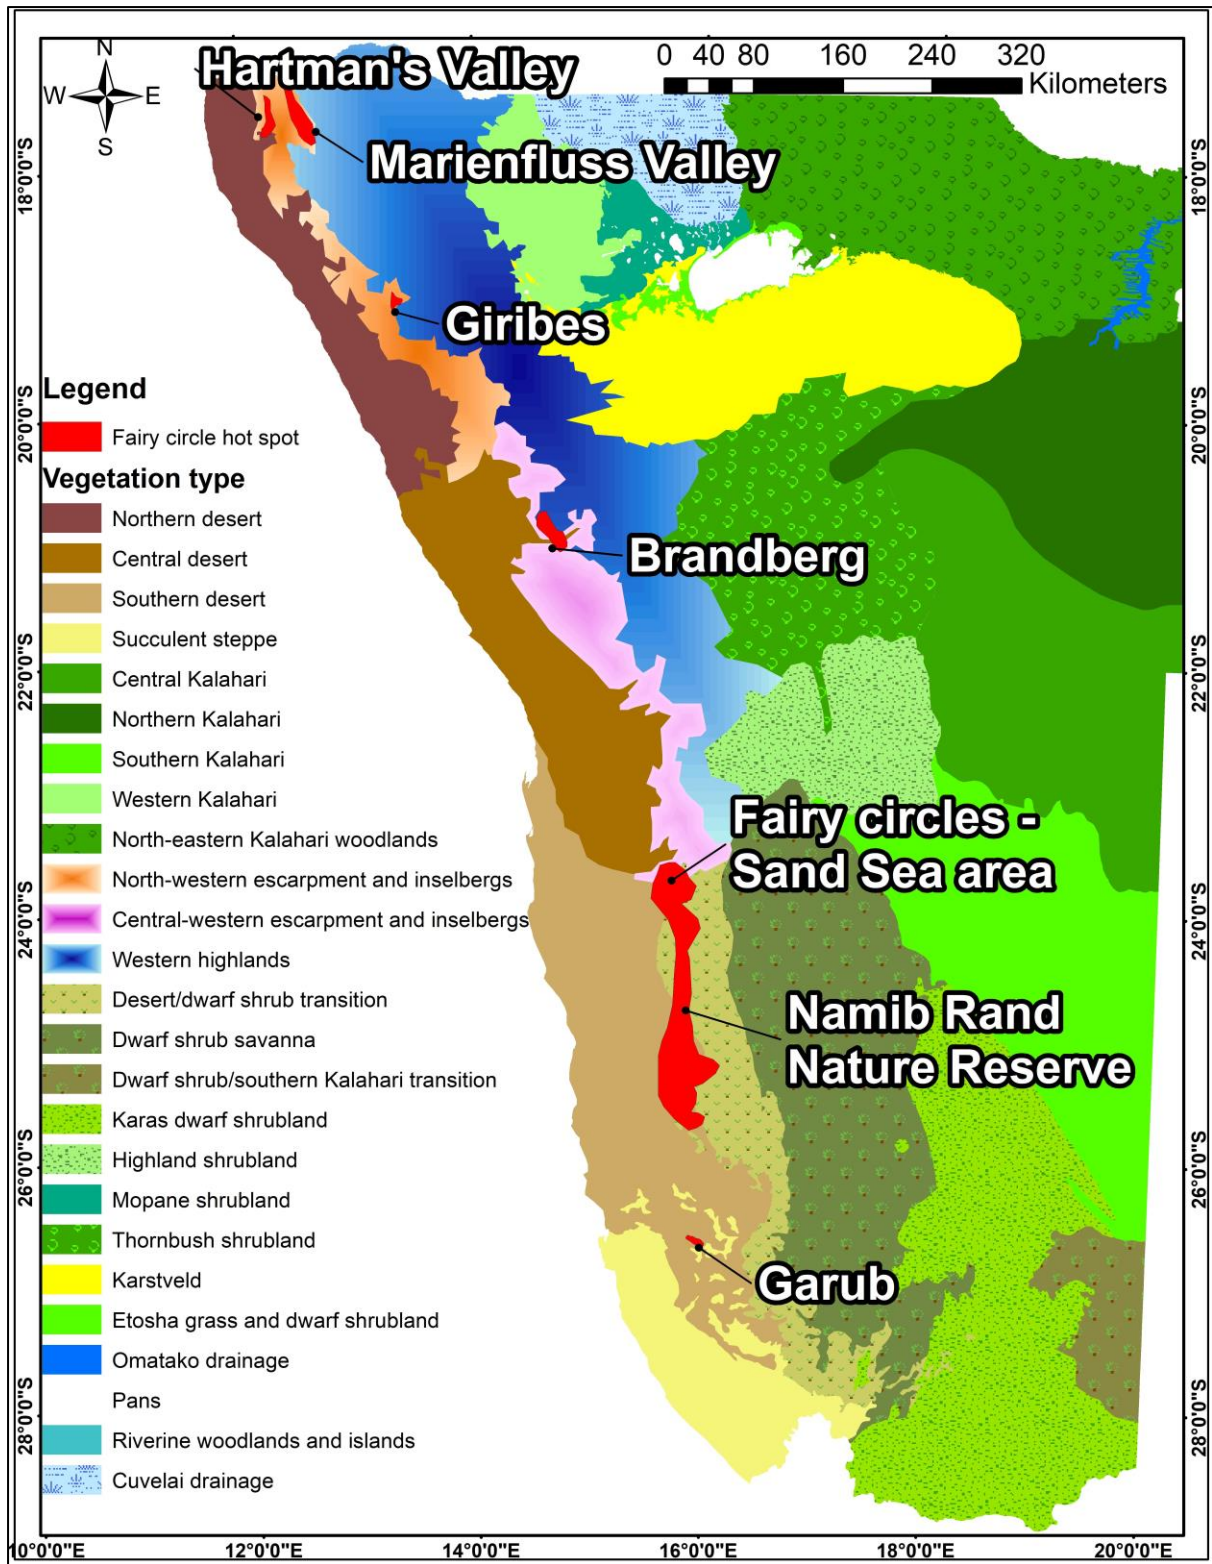 N
W E
S
0 40 80 160 240 320
Kilometers
Hartman's Valley
Marienfluss Valley
Giribes
Brandberg
Fairy circles -
Sand Sea area
Namib Rand
Nature Reserve
Garub
Legend
Fairy circle hot spot
Vegetation type
Northern desert
Central desert
Southern desert
Succulent steppe
Central Kalahari
Northern Kalahari
Southern Kalahari
Western Kalahari
North-eastern Kalahari woodlands
North-western escarpment and inselbergs
Central-western escarpment and inselbergs
Western highlands
Desert/dwarf shrub transition
Dwarf shrub savanna
Dwarf shrub/southern Kalahari transition
Karas dwarf shrubland
Highland shrubland
Mopane shrubland
Thornbush shrubland
Karstveld
Etosha grass and dwarf shrubland
Omatako drainage
Pans
Riverine woodlands and islands
Cuvelai drainage
18°0'0"S
20°0'0"S
22°0'0"S
24°0'0"S
26°0'0"S
28°0'0"S
18°0'0"S
20°0'0"S
22°0'0"S
24°0'0"S
26°0'0"S
28°0'0"S
10°0'0"E 12°0'0"E 14°0'0"E 16°0'0"E 18°0'0"E 20°0'0"E